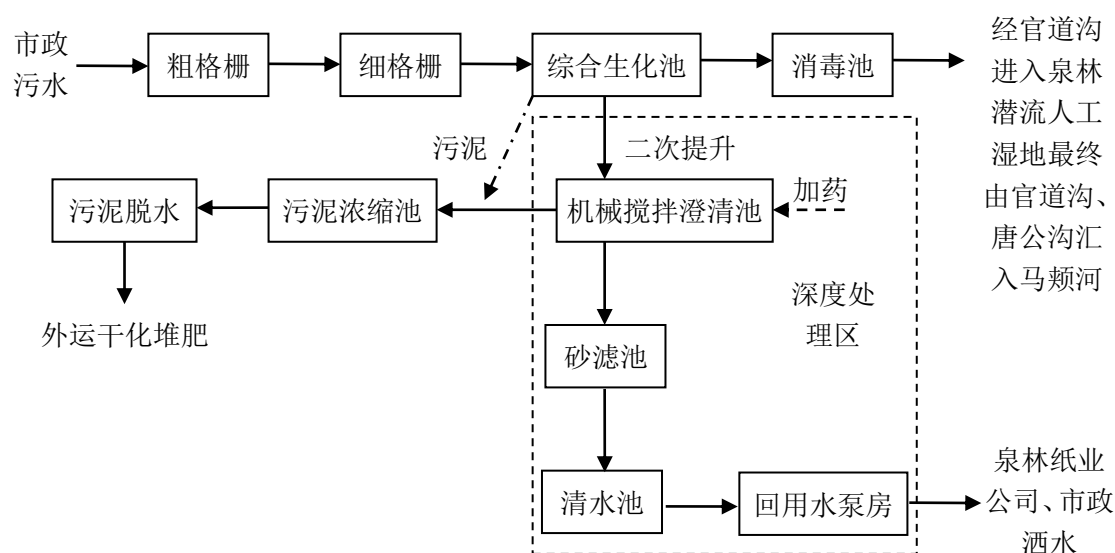 市政
污水
粗格栅
细格栅
综合生化池
消毒池
经官道沟
进入泉林
潜流人工
湿地最终
由官道沟、
唐公沟汇
入马颊河
污泥
二次提升
污泥脱水
污泥浓缩池
机械搅拌澄清池
加药
外运干化堆肥
深度处
理区
砂滤池
清水池
回用水泵房
泉林纸业
公司、市政
洒水